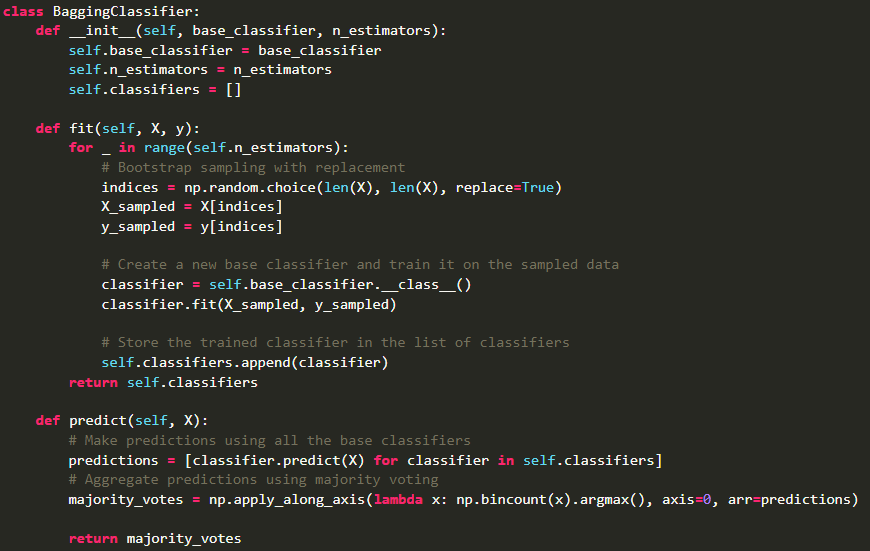 class BaggingClassifier:
    def __init__(self, base_classifier, n_estimators):
        self.base_classifier = base_classifier
        self.n_estimators = n_estimators
        self.classifiers = []

    def fit(self, X, y):
        for _ in range(self.n_estimators):
            # Bootstrap sampling with replacement
            indices = np.random.choice(len(X), len(X), replace=True)
            X_sampled = X[indices]
            y_sampled = y[indices]

            # Create a new base classifier and train it on the sampled data
            classifier = self.base_classifier.__class__()
            classifier.fit(X_sampled, y_sampled)

            # Store the trained classifier in the list of classifiers
            self.classifiers.append(classifier)
        return self.classifiers

    def predict(self, X):
        # Make predictions using all the base classifiers
        predictions = [classifier.predict(X) for classifier in self.classifiers]
        # Aggregate predictions using majority voting
        majority_votes = np.apply_along_axis(lambda x: np.bincount(x).argmax(), axis=0, arr=predictions)

        return majority_votes